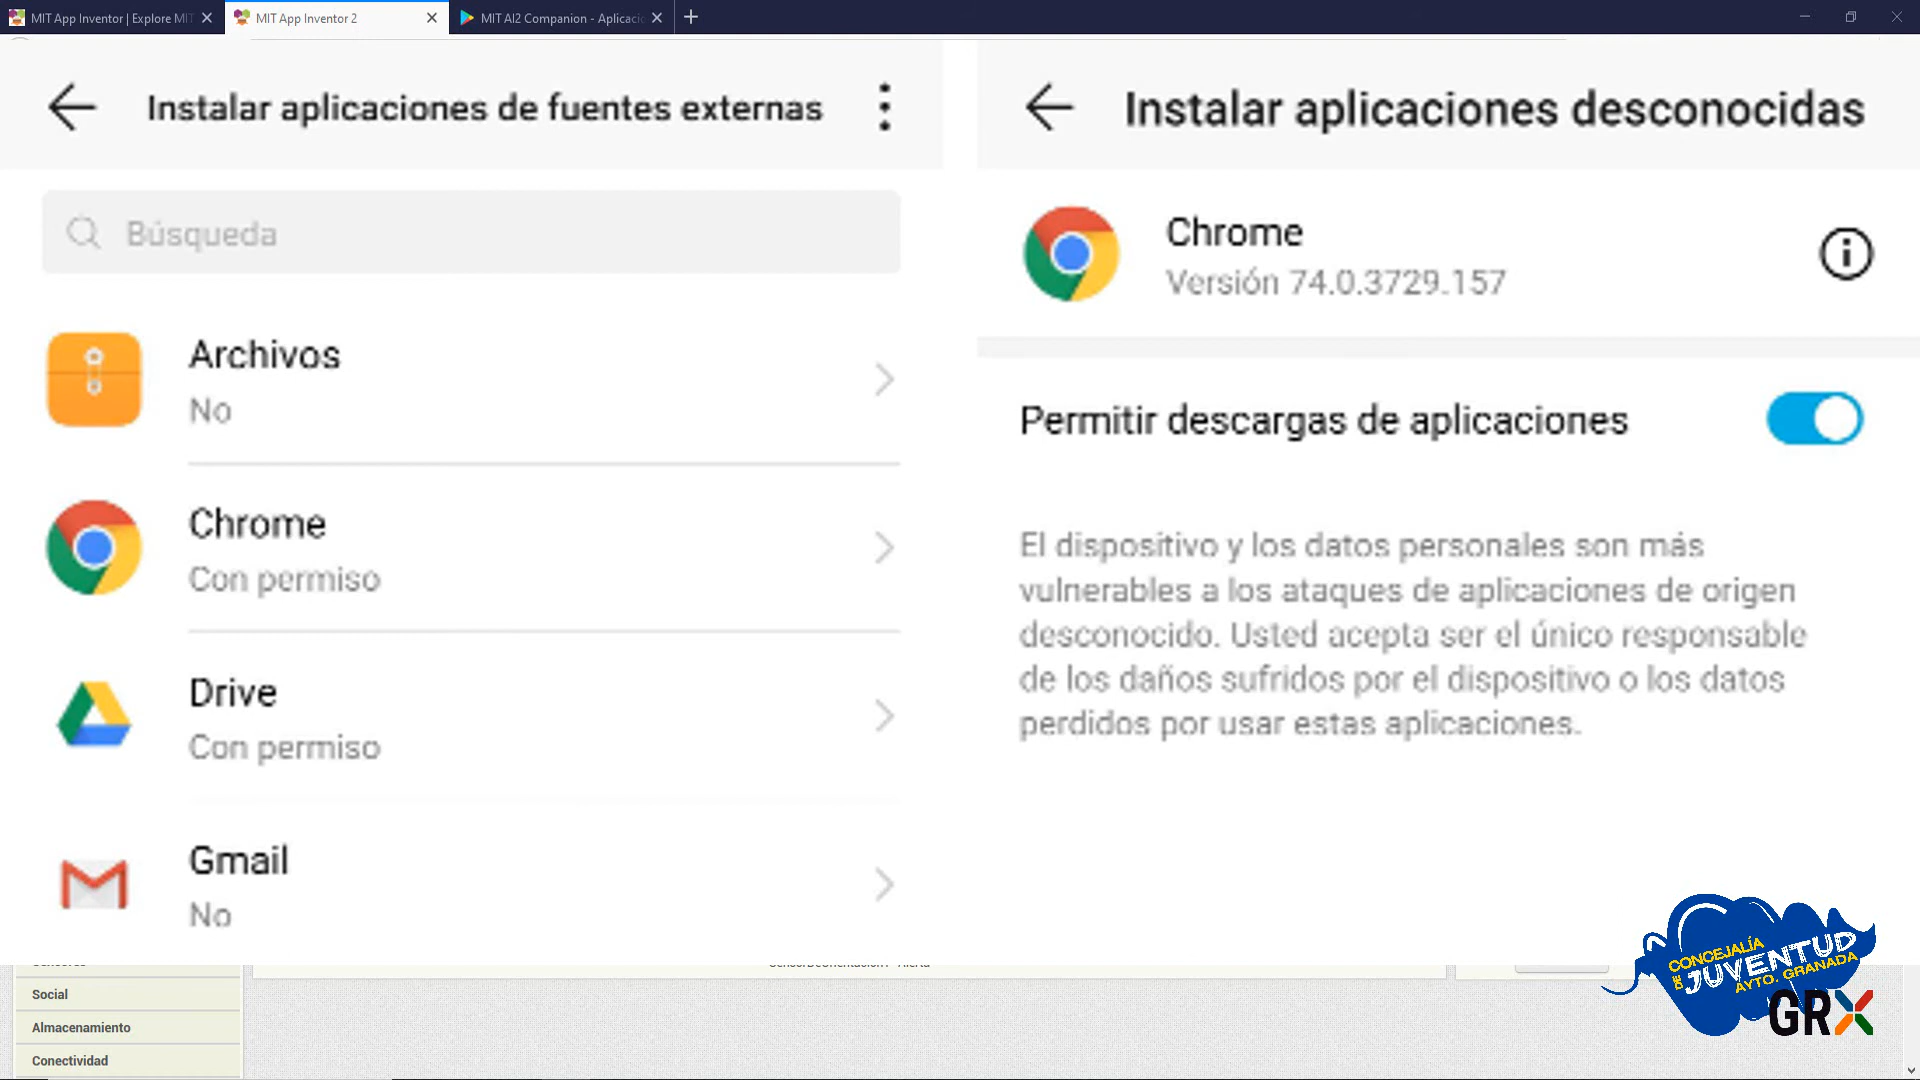 MIT App Inventor | Explore MIT
MIT App Inventor 2
MIT AI2 Companion - Aplicacio
Instalar aplicaciones de fuentes externas
Búsqueda
Archivos
No
Chrome
Con permiso
Drive
Con permiso
Gmail
No
Instalar aplicaciones desconocidas
Chrome
Versión 74.0.3729.157
Permitir descargas de aplicaciones
El dispositivo y los datos personales son más
vulnerables a los ataques de aplicaciones de origen
desconocido. Usted acepta ser el único responsable
de los daños sufridos por el dispositivo o los datos
perdidos por usar estas aplicaciones.
Social
Almacenamiento
Conectividad
CONCEJALÍA
DE JUVENTUD
AYTO. GRANADA
GRX